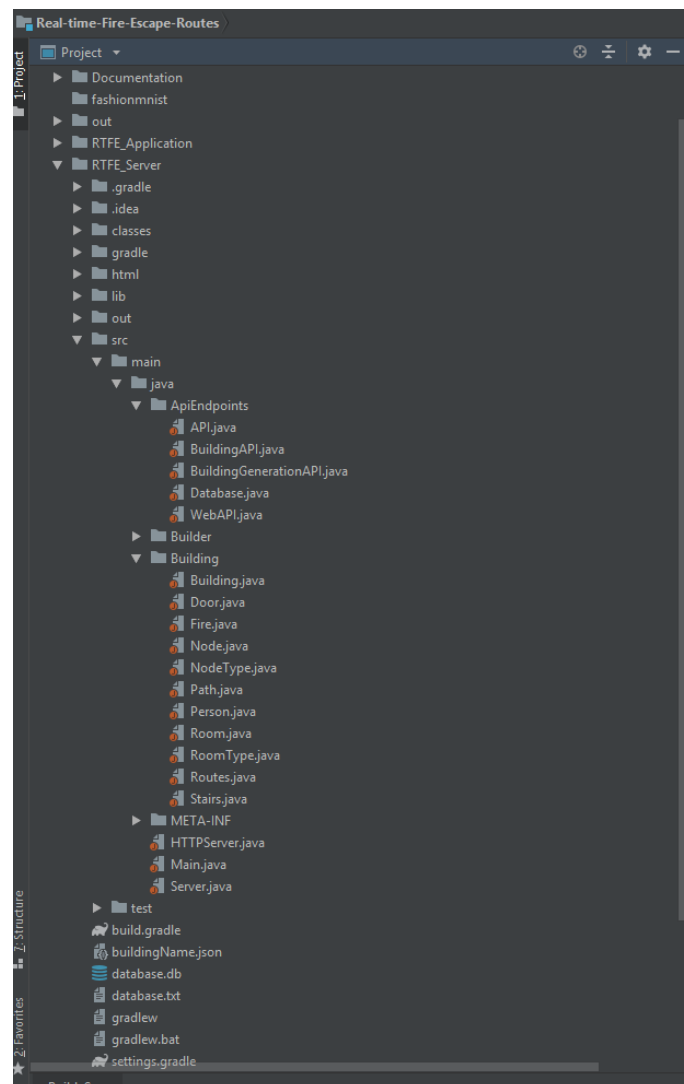 Real-time-Fire-Escape-Routes
Project
1: Project
Documentation
fashionmnist
out
RTFE_Application
RTFE_Server
.gradle
.idea
classes
gradle
html
lib
out
src
main
java
ApiEndpoints
API.java
BuildingAPI.java
BuildingGenerationAPI.java
Database.java
WebAPI.java
Builder
Building
Building.java
Door.java
Fire.java
Node.java
NodeType.java
Path.java
Person.java
Room.java
RoomType.java
Routes.java
Stairs.java
META-INF
HTTPServer.java
Main.java
Server.java
test
build.gradle
buildingName.json
database.db
database.txt
gradlew
gradlew.bat
settings.gradle
7: Structure
2: Favorites